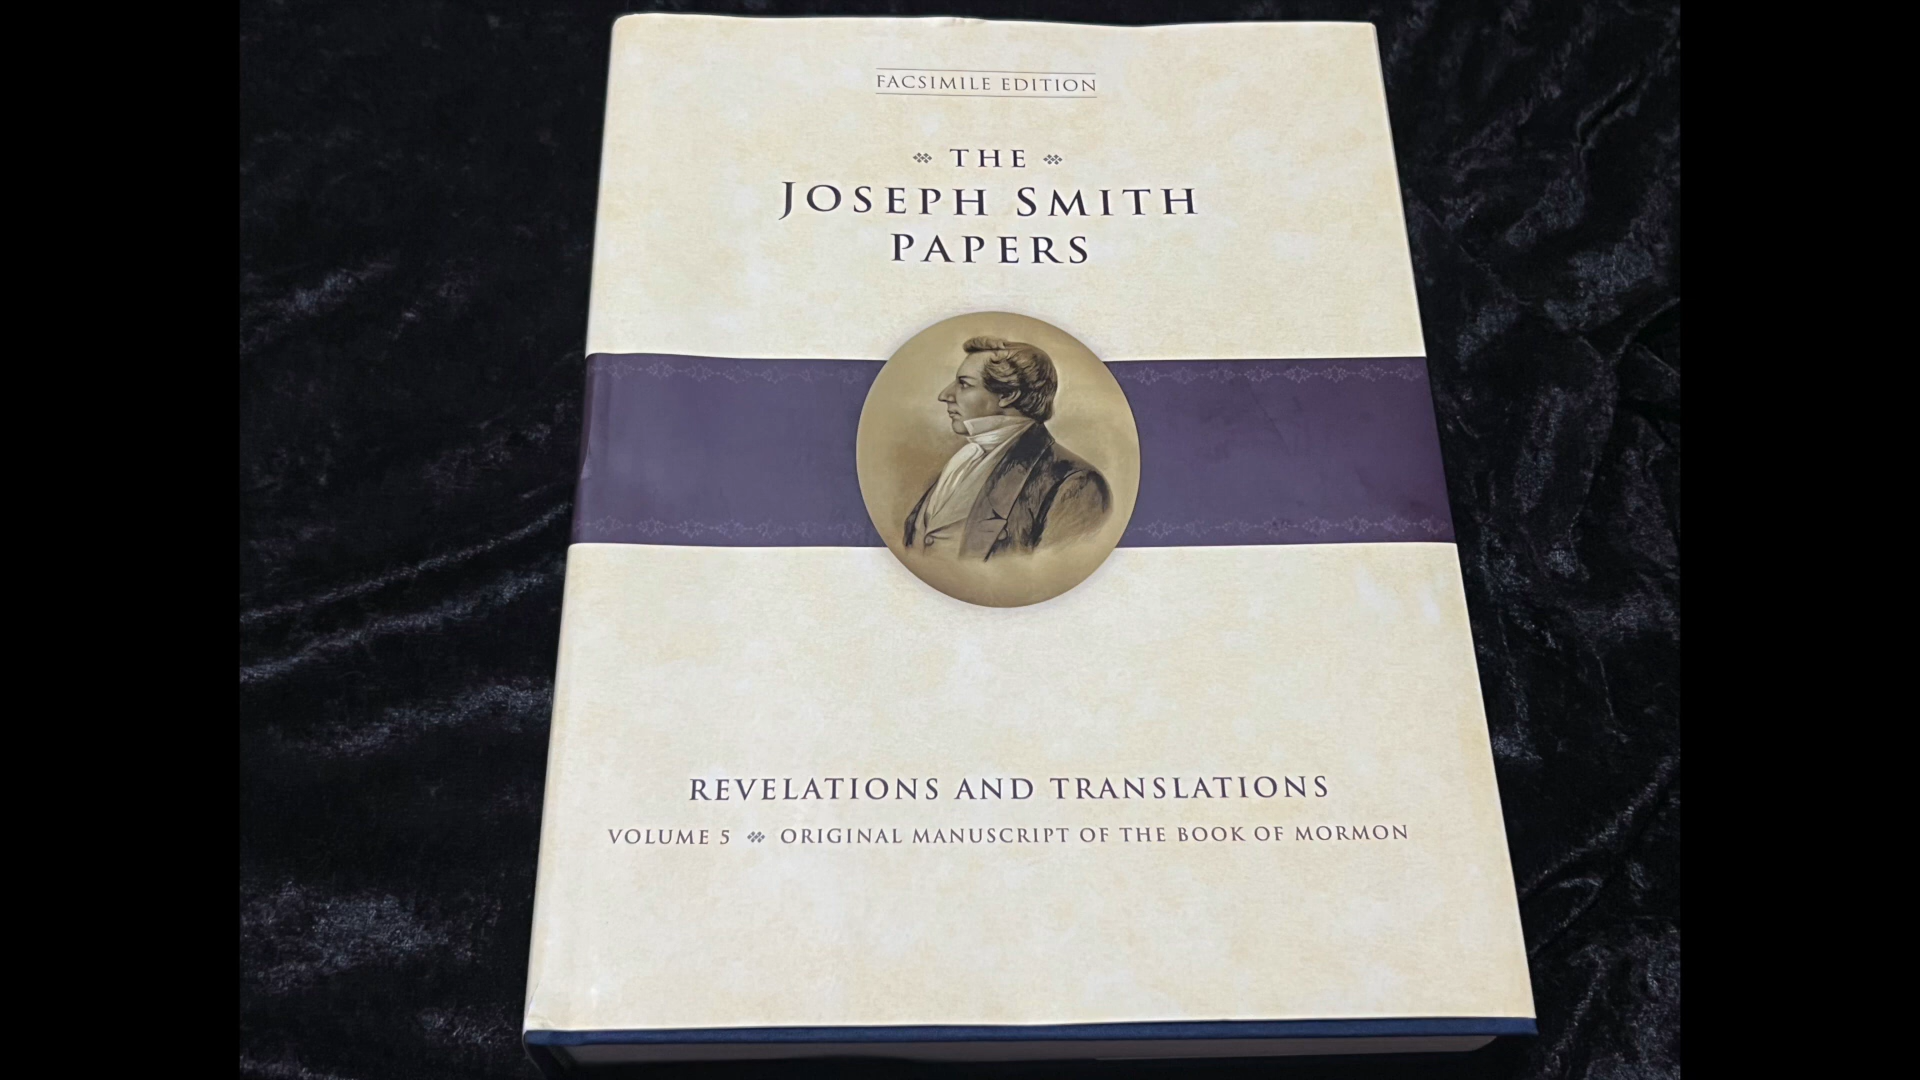 FACSIMILE EDITION
THE
JOSEPH SMITH
PAPERS
REVELATIONS AND TRANSLATIONS
VOLUME 5 ORIGINAL MANUSCRIPT OF THE BOOK OF MORMON